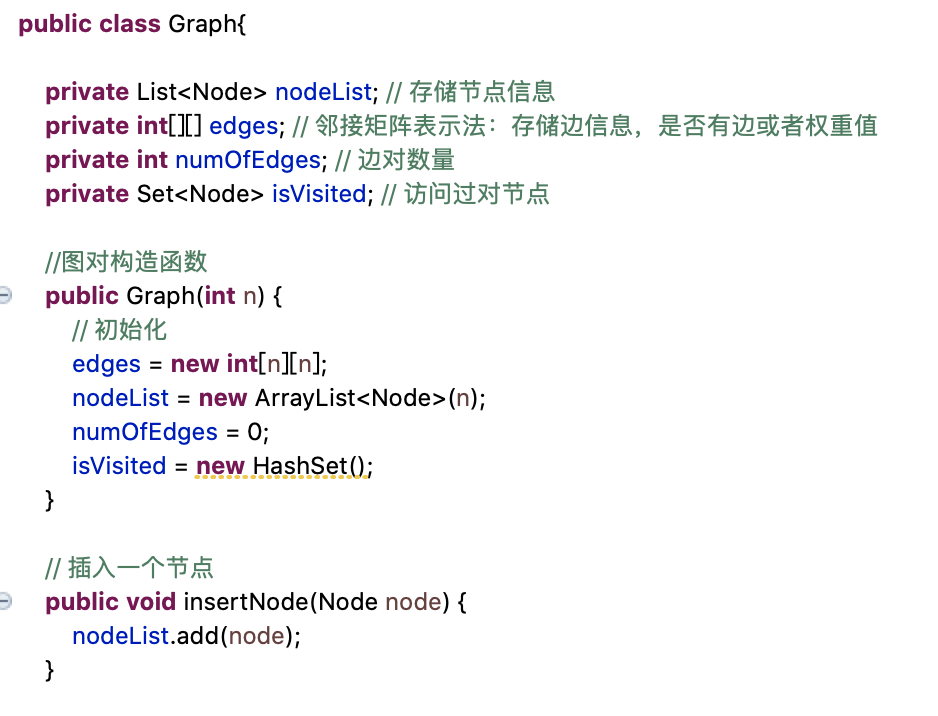 public class Graph{
private List<Node> nodeList; // 存储节点信息
private int[][] edges; // 邻接矩阵表示法：存储边信息，是否有边或者权重值
private int numOfEdges; // 边对数量
private Set<Node> isVisited; // 访问过对节点
//图对构造函数
public Graph(int n) {
// 初始化
edges = new int[n][n];
nodeList = new ArrayList<Node>(n);
numOfEdges = 0;
isVisited = new HashSet();
}
// 插入一个节点
public void insertNode(Node node) {
nodeList.add(node);
}